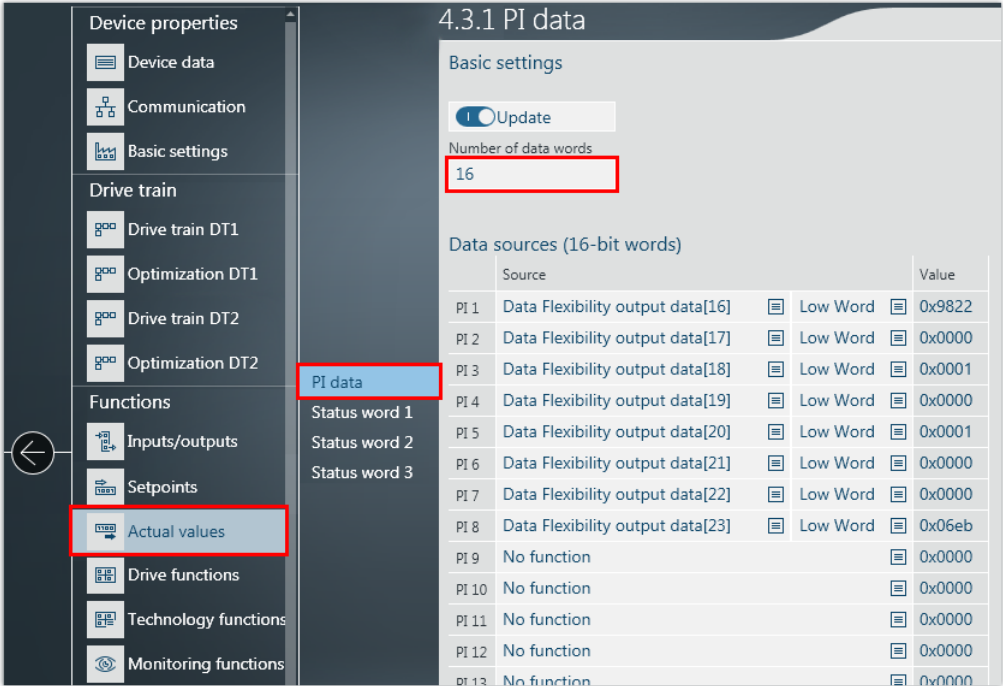 Device properties
Device data
Communication
Basic settings
Drive train
Drive train DT1
Optimization DT1
Drive train DT2
Optimization DT2
Functions
Inputs/outputs
Setpoints
Actual values
Drive functions
Technology functions
Monitoring functions
PI data
Status word 1
Status word 2
Status word 3
4.3.1 PI data
Basic settings
Update
Number of data words
16
Data sources (16-bit words)
Source Value
PI 1 Data Flexibility output data[16] Low Word 0x9822
PI 2 Data Flexibility output data[17] Low Word 0x0000
PI 3 Data Flexibility output data[18] Low Word 0x0001
PI 4 Data Flexibility output data[19] Low Word 0x0000
PI 5 Data Flexibility output data[20] Low Word 0x0001
PI 6 Data Flexibility output data[21] Low Word 0x0000
PI 7 Data Flexibility output data[22] Low Word 0x0000
PI 8 Data Flexibility output data[23] Low Word 0x06eb
PI 9 No function 0x0000
PI 10 No function 0x0000
PI 11 No function 0x0000
PI 12 No function 0x0000
PI 13 No function 0x0000